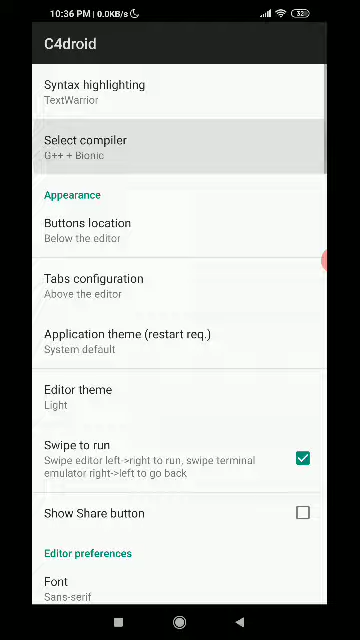 10:36 PM | 0.0KB/s
32
C4droid
Syntax highlighting
TextWarrior
Select compiler
G++ + Bionic
Appearance
Buttons location
Below the editor
Tabs configuration
Above the editor
Application theme (restart req.)
System default
Editor theme
Light
Swipe to run
Swipe editor left->right to run, swipe terminal
emulator right->left to go back
Show Share button
Editor preferences
Font
Sans-serif